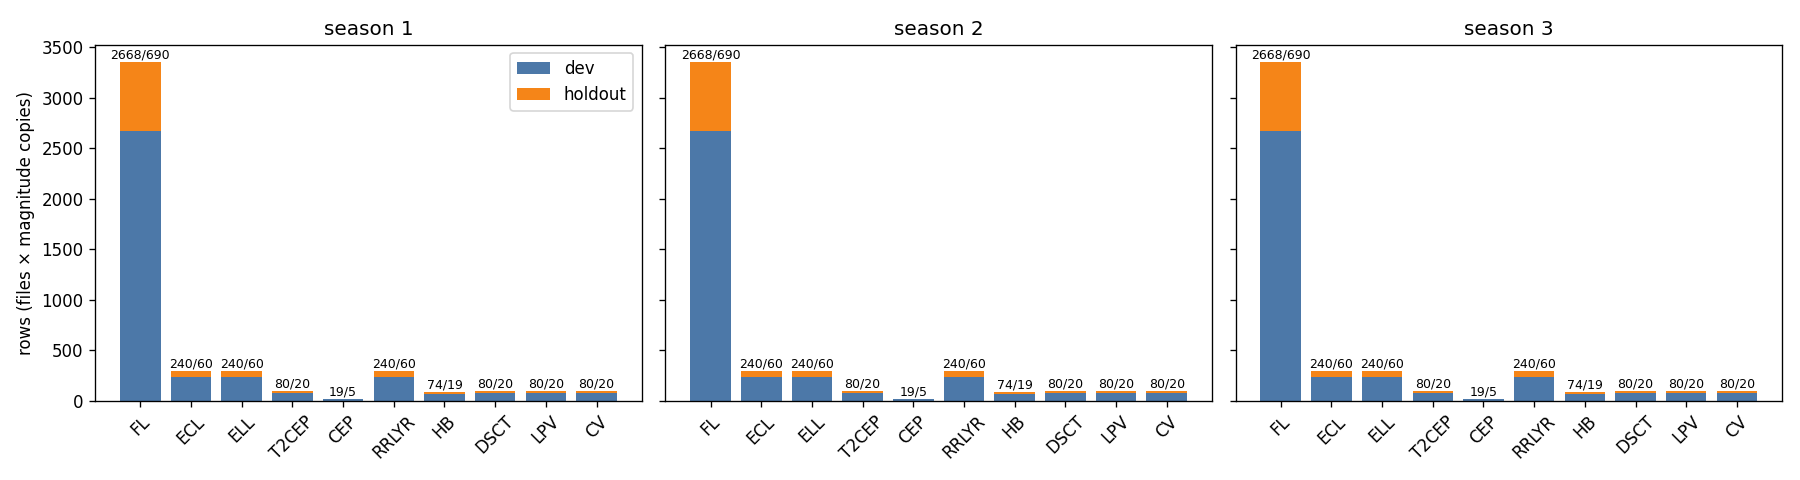 season 1
season 2
season 3
rows (files × magnitude copies)
3500
3000
2500
2000
1500
1000
500
0
dev
holdout
2668/690
240/60
240/60
80/20
19/5
240/60
74/19
80/20
80/20
80/20
FL
ECL
ELL
T2CEP
CEP
RRLYR
HB
DSCT
LPV
CV
2668/690
240/60
240/60
80/20
19/5
240/60
74/19
80/20
80/20
80/20
FL
ECL
ELL
T2CEP
CEP
RRLYR
HB
DSCT
LPV
CV
2668/690
240/60
240/60
80/20
19/5
240/60
74/19
80/20
80/20
80/20
FL
ECL
ELL
T2CEP
CEP
RRLYR
HB
DSCT
LPV
CV